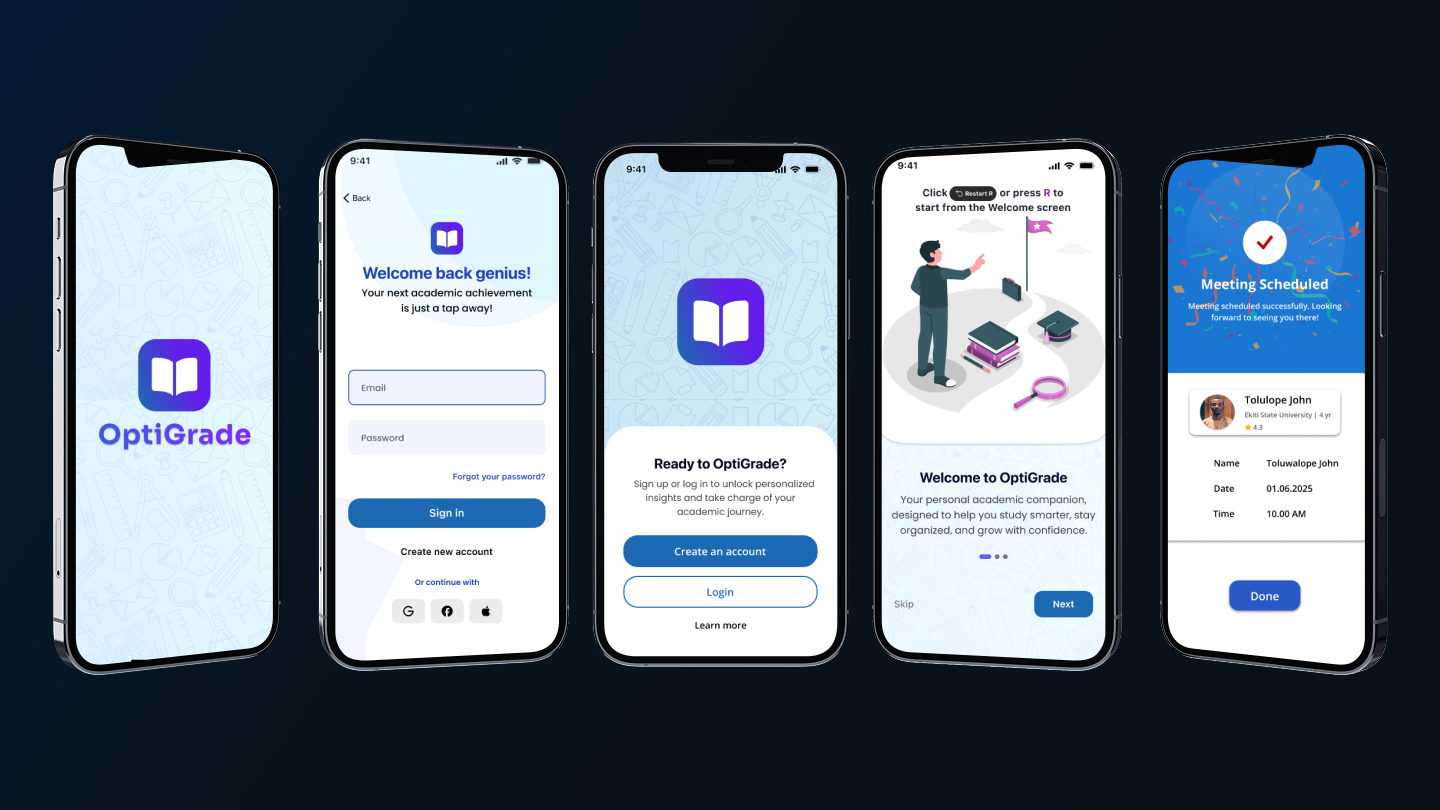 OptiGrade
9:41
Back
Welcome back genius!
Your next academic achievement
is just a tap away!
Email
Password
Forgot your password?
Sign in
Create new account
Or continue with
G
9:41
Ready to OptiGrade?
Sign up or log in to unlock personalized
insights and take charge of your
academic journey.
Create an account
Login
Learn more
9:41
Click Restart R or press R to
start from the Welcome screen
Welcome to OptiGrade
Your personal academic companion,
designed to help you study smarter, stay
organized, and grow with confidence.
Skip
Next
Meeting Scheduled
Meeting scheduled successfully. Looking
forward to seeing you there!
Tolulope John
Ekiti State University | 4 yr
4.3
Name Toluwalope John
Date 01.06.2025
Time 10.00 AM
Done